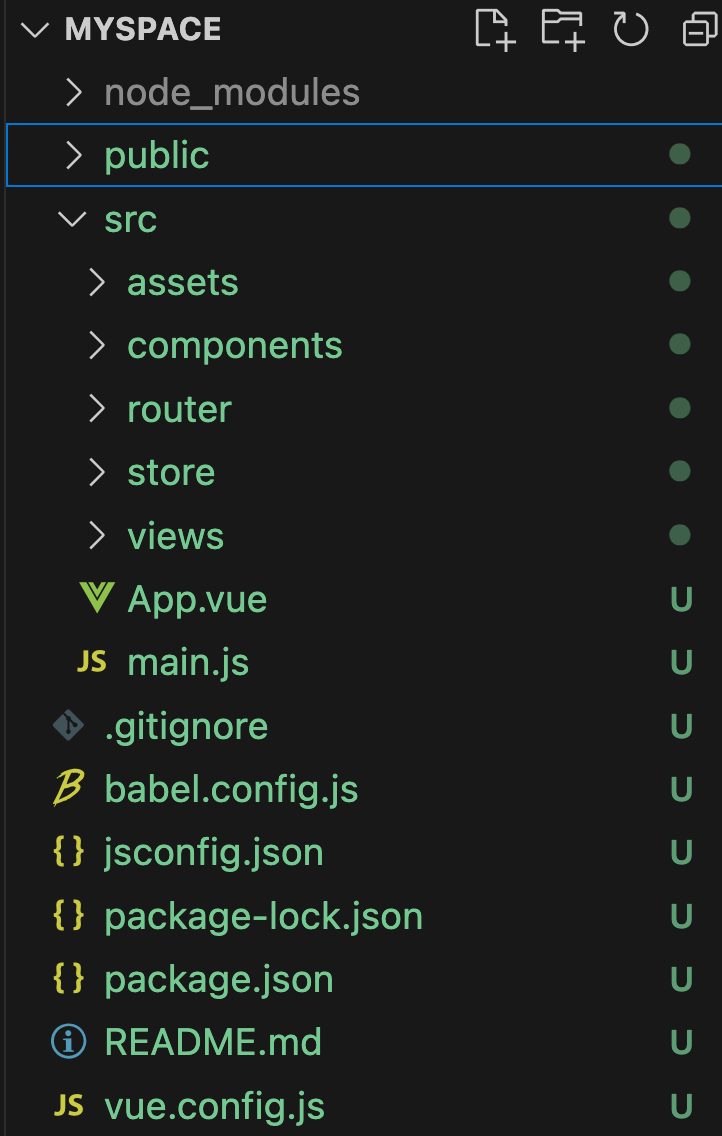 MYSPACE
node_modules
public
src
assets
components
router
store
views
App.vue U
JS main.js U
.gitignore U
babel.config.js U
{} jsconfig.json U
{} package-lock.json U
{} package.json U
README.md U
JS vue.config.js U